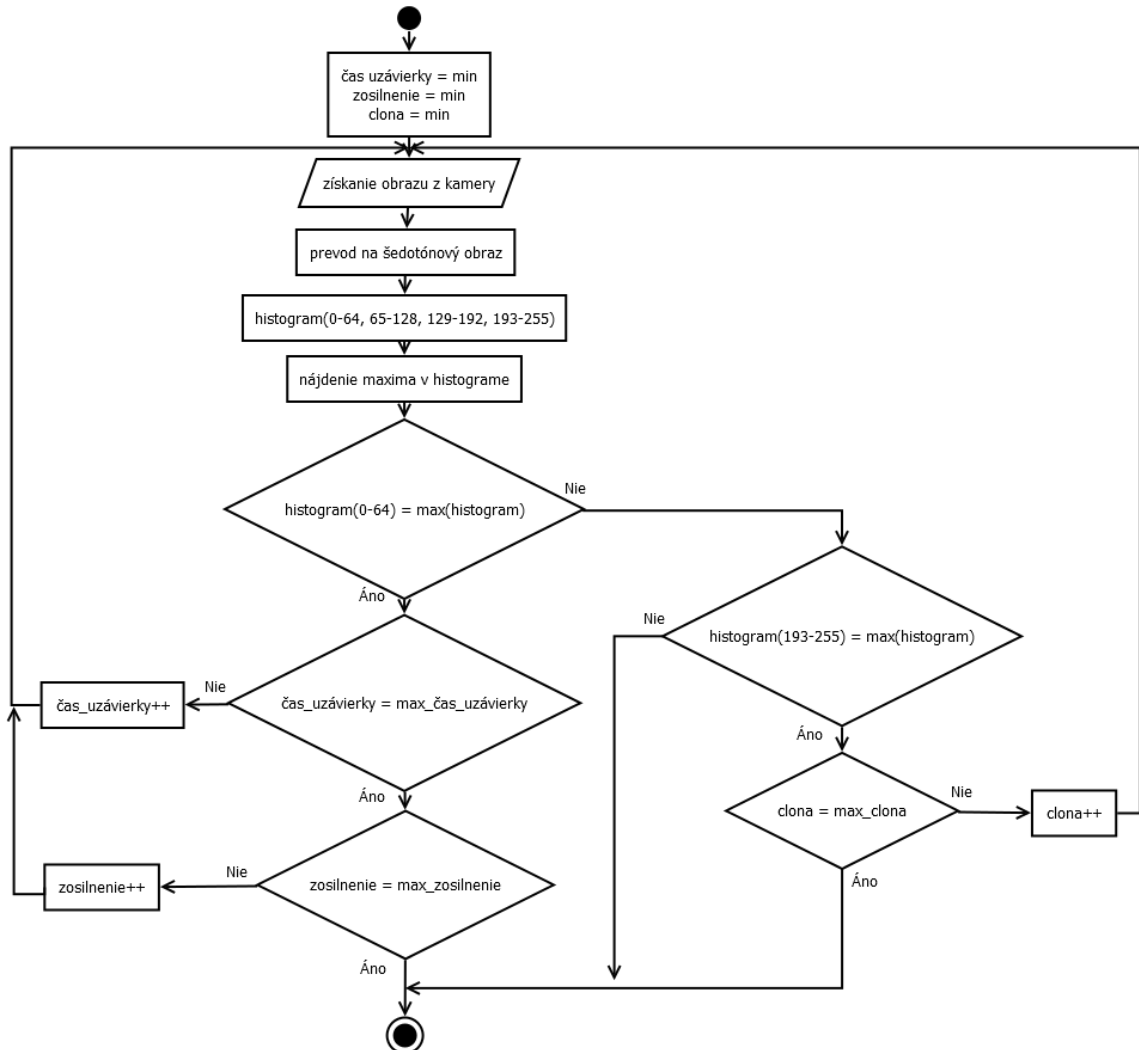 čas uzávierky = min
zosilnenie = min
clona = min
získanie obrazu z kamery
prevod na šedotónový obraz
histogram(0-64, 65-128, 129-192, 193-255)
nájdenie maxima v histograme
histogram(0-64) = max(histogram)
Nie
Áno
histogram(193-255) = max(histogram)
Nie
Áno
čas_uzávierky = max_čas_uzávierky
Nie
čas_uzávierky++
Áno
clona = max_clona
Nie
clona++
Áno
zosilnenie = max_zosilnenie
Nie
zosilnenie++
Áno